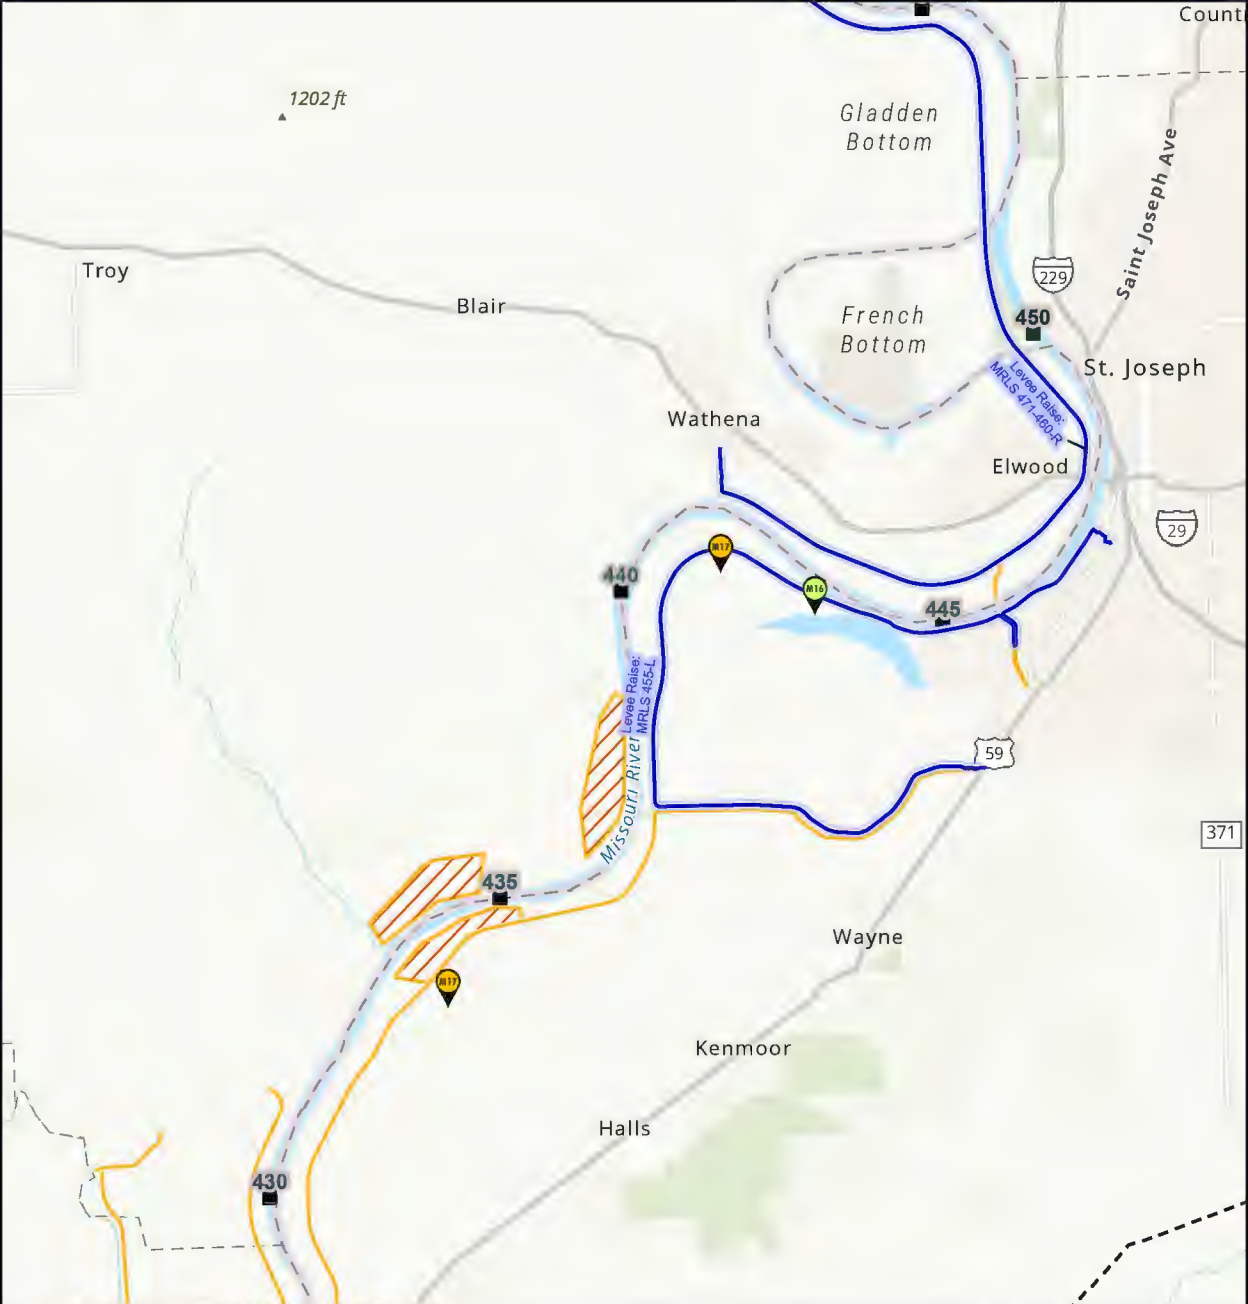 Count
1202 ft
Gladden
Bottom
Saint Joseph Ave
Troy
229
Blair
French
Bottom
450
Levee Raise:
MRLS 471-460-R
St. Joseph
Wathena
Elwood
29
M17
440
M16
445
Levee Raise:
MRLS 455-L
59
Missouri River
371
435
Wayne
M17
Kenmoor
Halls
430